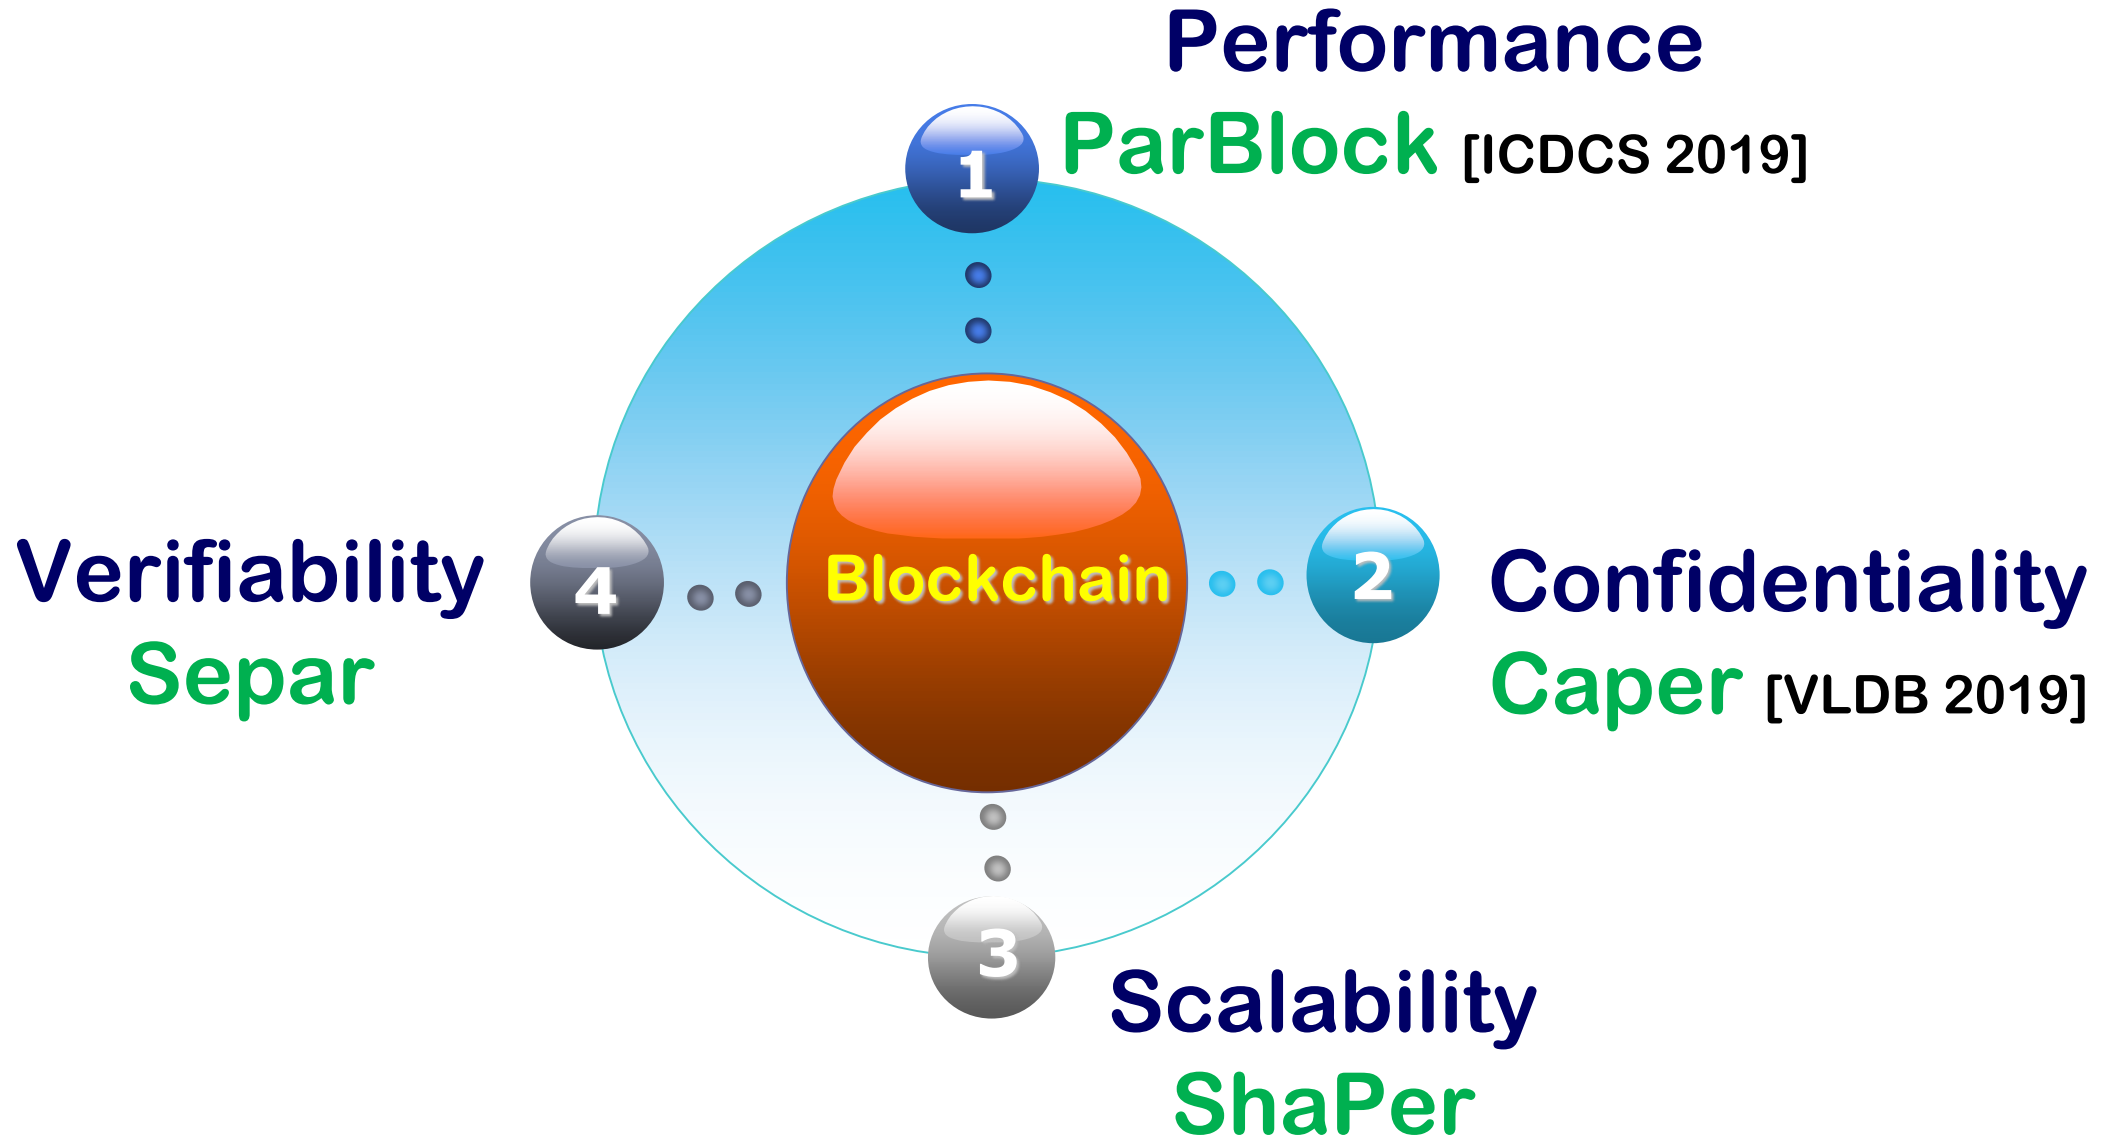 Performance
1
ParBlock [ICDCS 2019]
Blockchain
2
Confidentiality
Caper [VLDB 2019]
3
Scalability
ShaPer
4
Verifiability
Separ